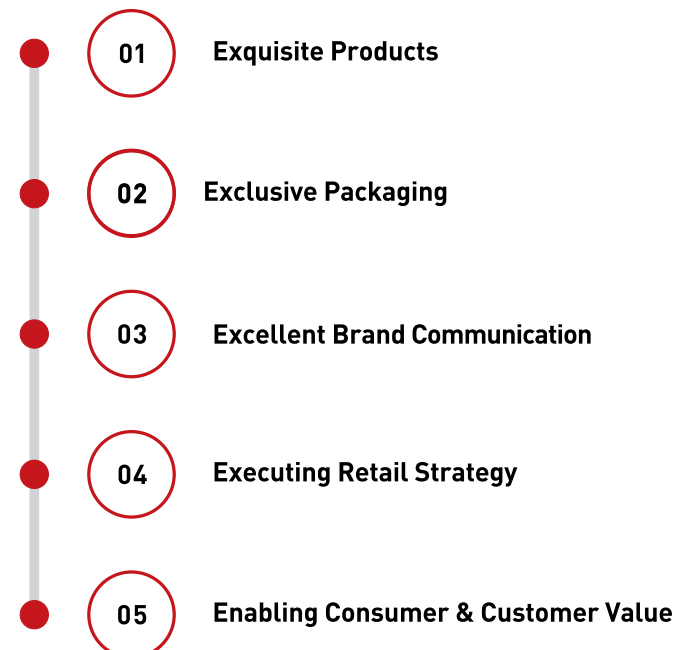 01 Exquisite Products
02 Exclusive Packaging
03 Excellent Brand Communication
04 Executing Retail Strategy
05 Enabling Consumer & Customer Value